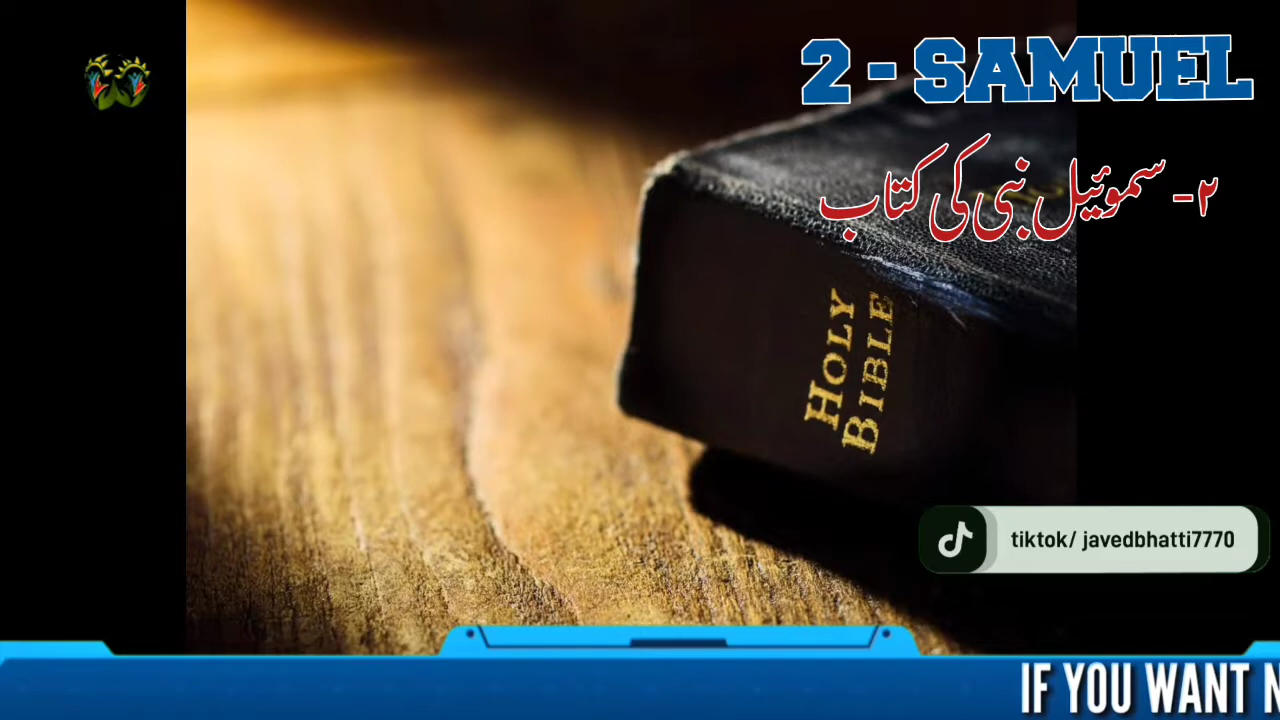 2 - SAMUEL
۲- سموئیل نبی کی کتاب
HOLY
BIBLE
tiktok/ javedbhatti7770
IF YOU WANT